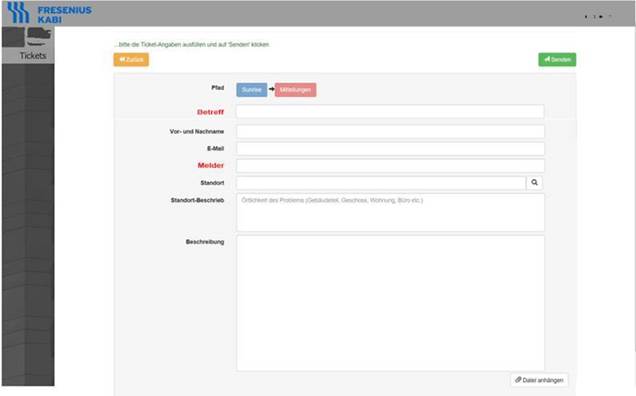 FRESENIUS
KABI
Tickets
...bitte die Ticket-Angaben ausfüllen und auf 'Senden' klicken
Zurück
Senden
Pfad
Sunrise
Mitteilungen
Betreff
Vor- und Nachname
E-Mail
Melder
Standort
Standort-Beschrieb
Örtlichkeit des Problems (Gebäudeteil, Geschoss, Wohnung, Büro etc.)
Beschreibung
Datei anhängen